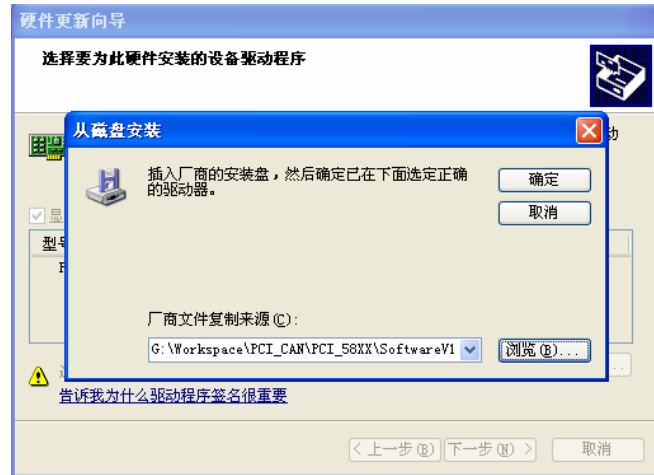 硬件更新向导
选择要为此硬件安装的设备驱动程序
从磁盘安装
动
插入厂商的安装盘，然后确定已在下面选定正确
的驱动器。
确定
取消
显
型号
厂商文件复制来源(C):
G:\Workspace\PCI_CAN\PCI_58XX\SoftwareV1
浏览(B)...
告诉我为什么驱动程序签名很重要
< 上一步(B)
下一步(N) >
取消